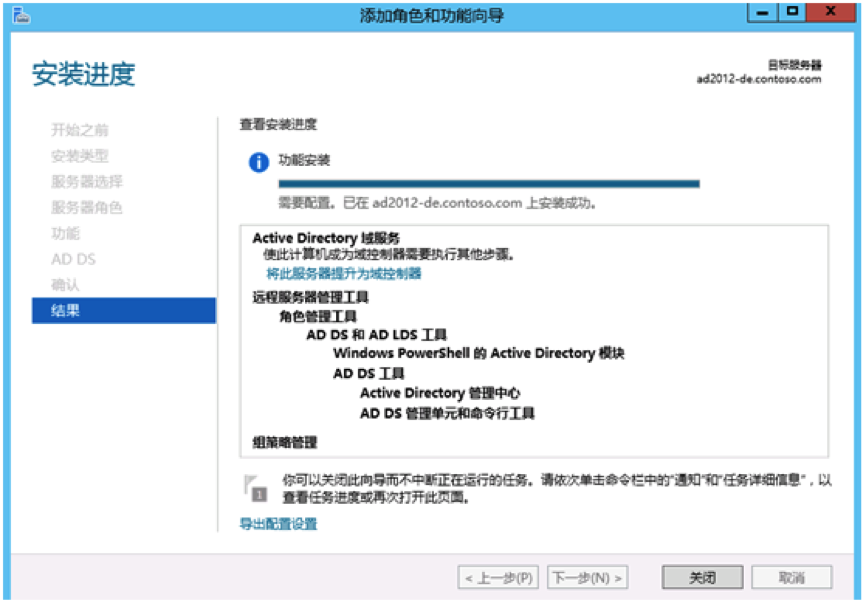 添加角色和功能向导
安装进度
目标服务器
ad2012-de.contoso.com
开始之前
安装类型
服务器选择
服务器角色
功能
AD DS
确认
结果
查看安装进度
功能安装
需要配置。已在 ad2012-de.contoso.com 上安装成功。
Active Directory 域服务
使此计算机成为域控制器需要执行其他步骤。
将此服务器提升为域控制器
远程服务器管理工具
角色管理工具
AD DS 和 AD LDS 工具
Windows PowerShell 的 Active Directory 模块
AD DS 工具
Active Directory 管理中心
AD DS 管理单元和命令行工具
组策略管理
1
你可以关闭此向导而不中断正在运行的任务。请依次单击命令栏中的"通知"和"任务详细信息"，以
查看任务进度或再次打开此页面。
导出配置设置
< 上一步(P) 下一步(N) > 关闭 取消